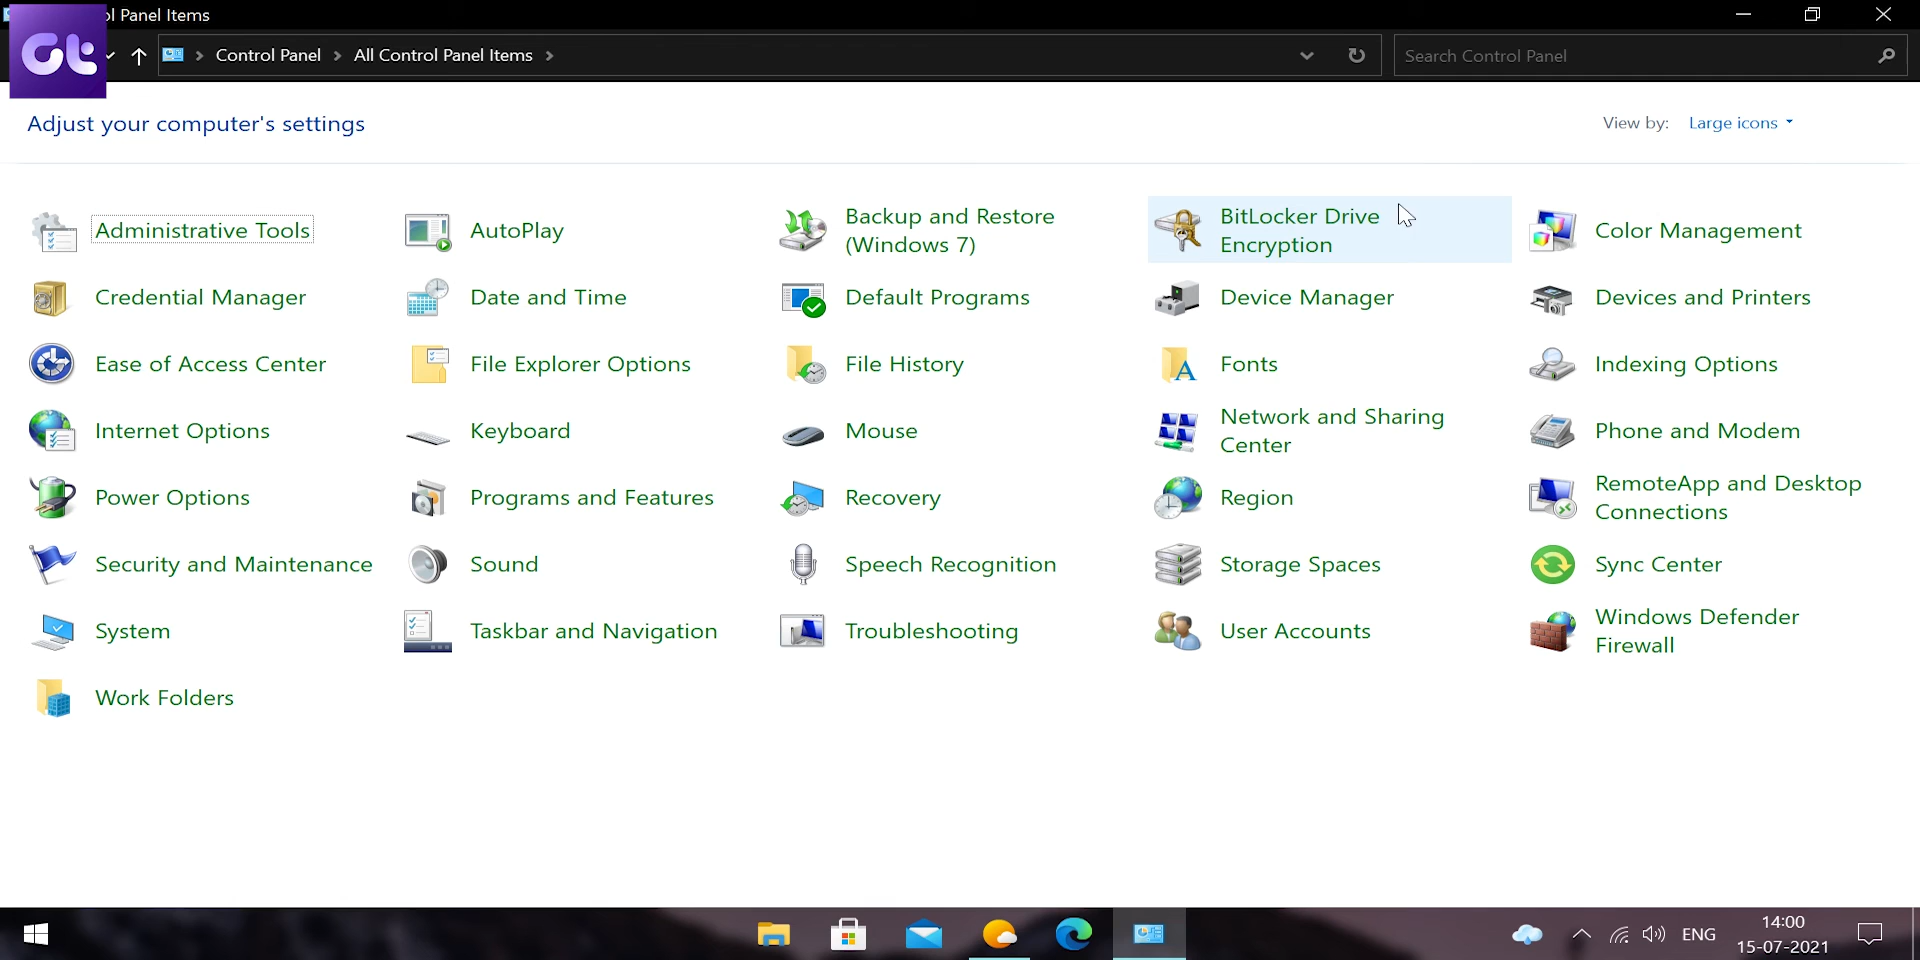 ol Panel Items
Gt
Control Panel > All Control Panel Items >
Search Control Panel
Adjust your computer's settings
View by: Large icons
Administrative Tools
AutoPlay
Backup and Restore
(Windows 7)
BitLocker Drive
Encryption
Color Management
Credential Manager
Date and Time
Default Programs
Device Manager
Devices and Printers
Ease of Access Center
File Explorer Options
File History
Fonts
Indexing Options
Internet Options
Keyboard
Mouse
Network and Sharing
Center
Phone and Modem
Power Options
Programs and Features
Recovery
Region
RemoteApp and Desktop
Connections
Security and Maintenance
Sound
Speech Recognition
Storage Spaces
Sync Center
System
Taskbar and Navigation
Troubleshooting
User Accounts
Windows Defender
Firewall
Work Folders
ENG
14:00
15-07-2021